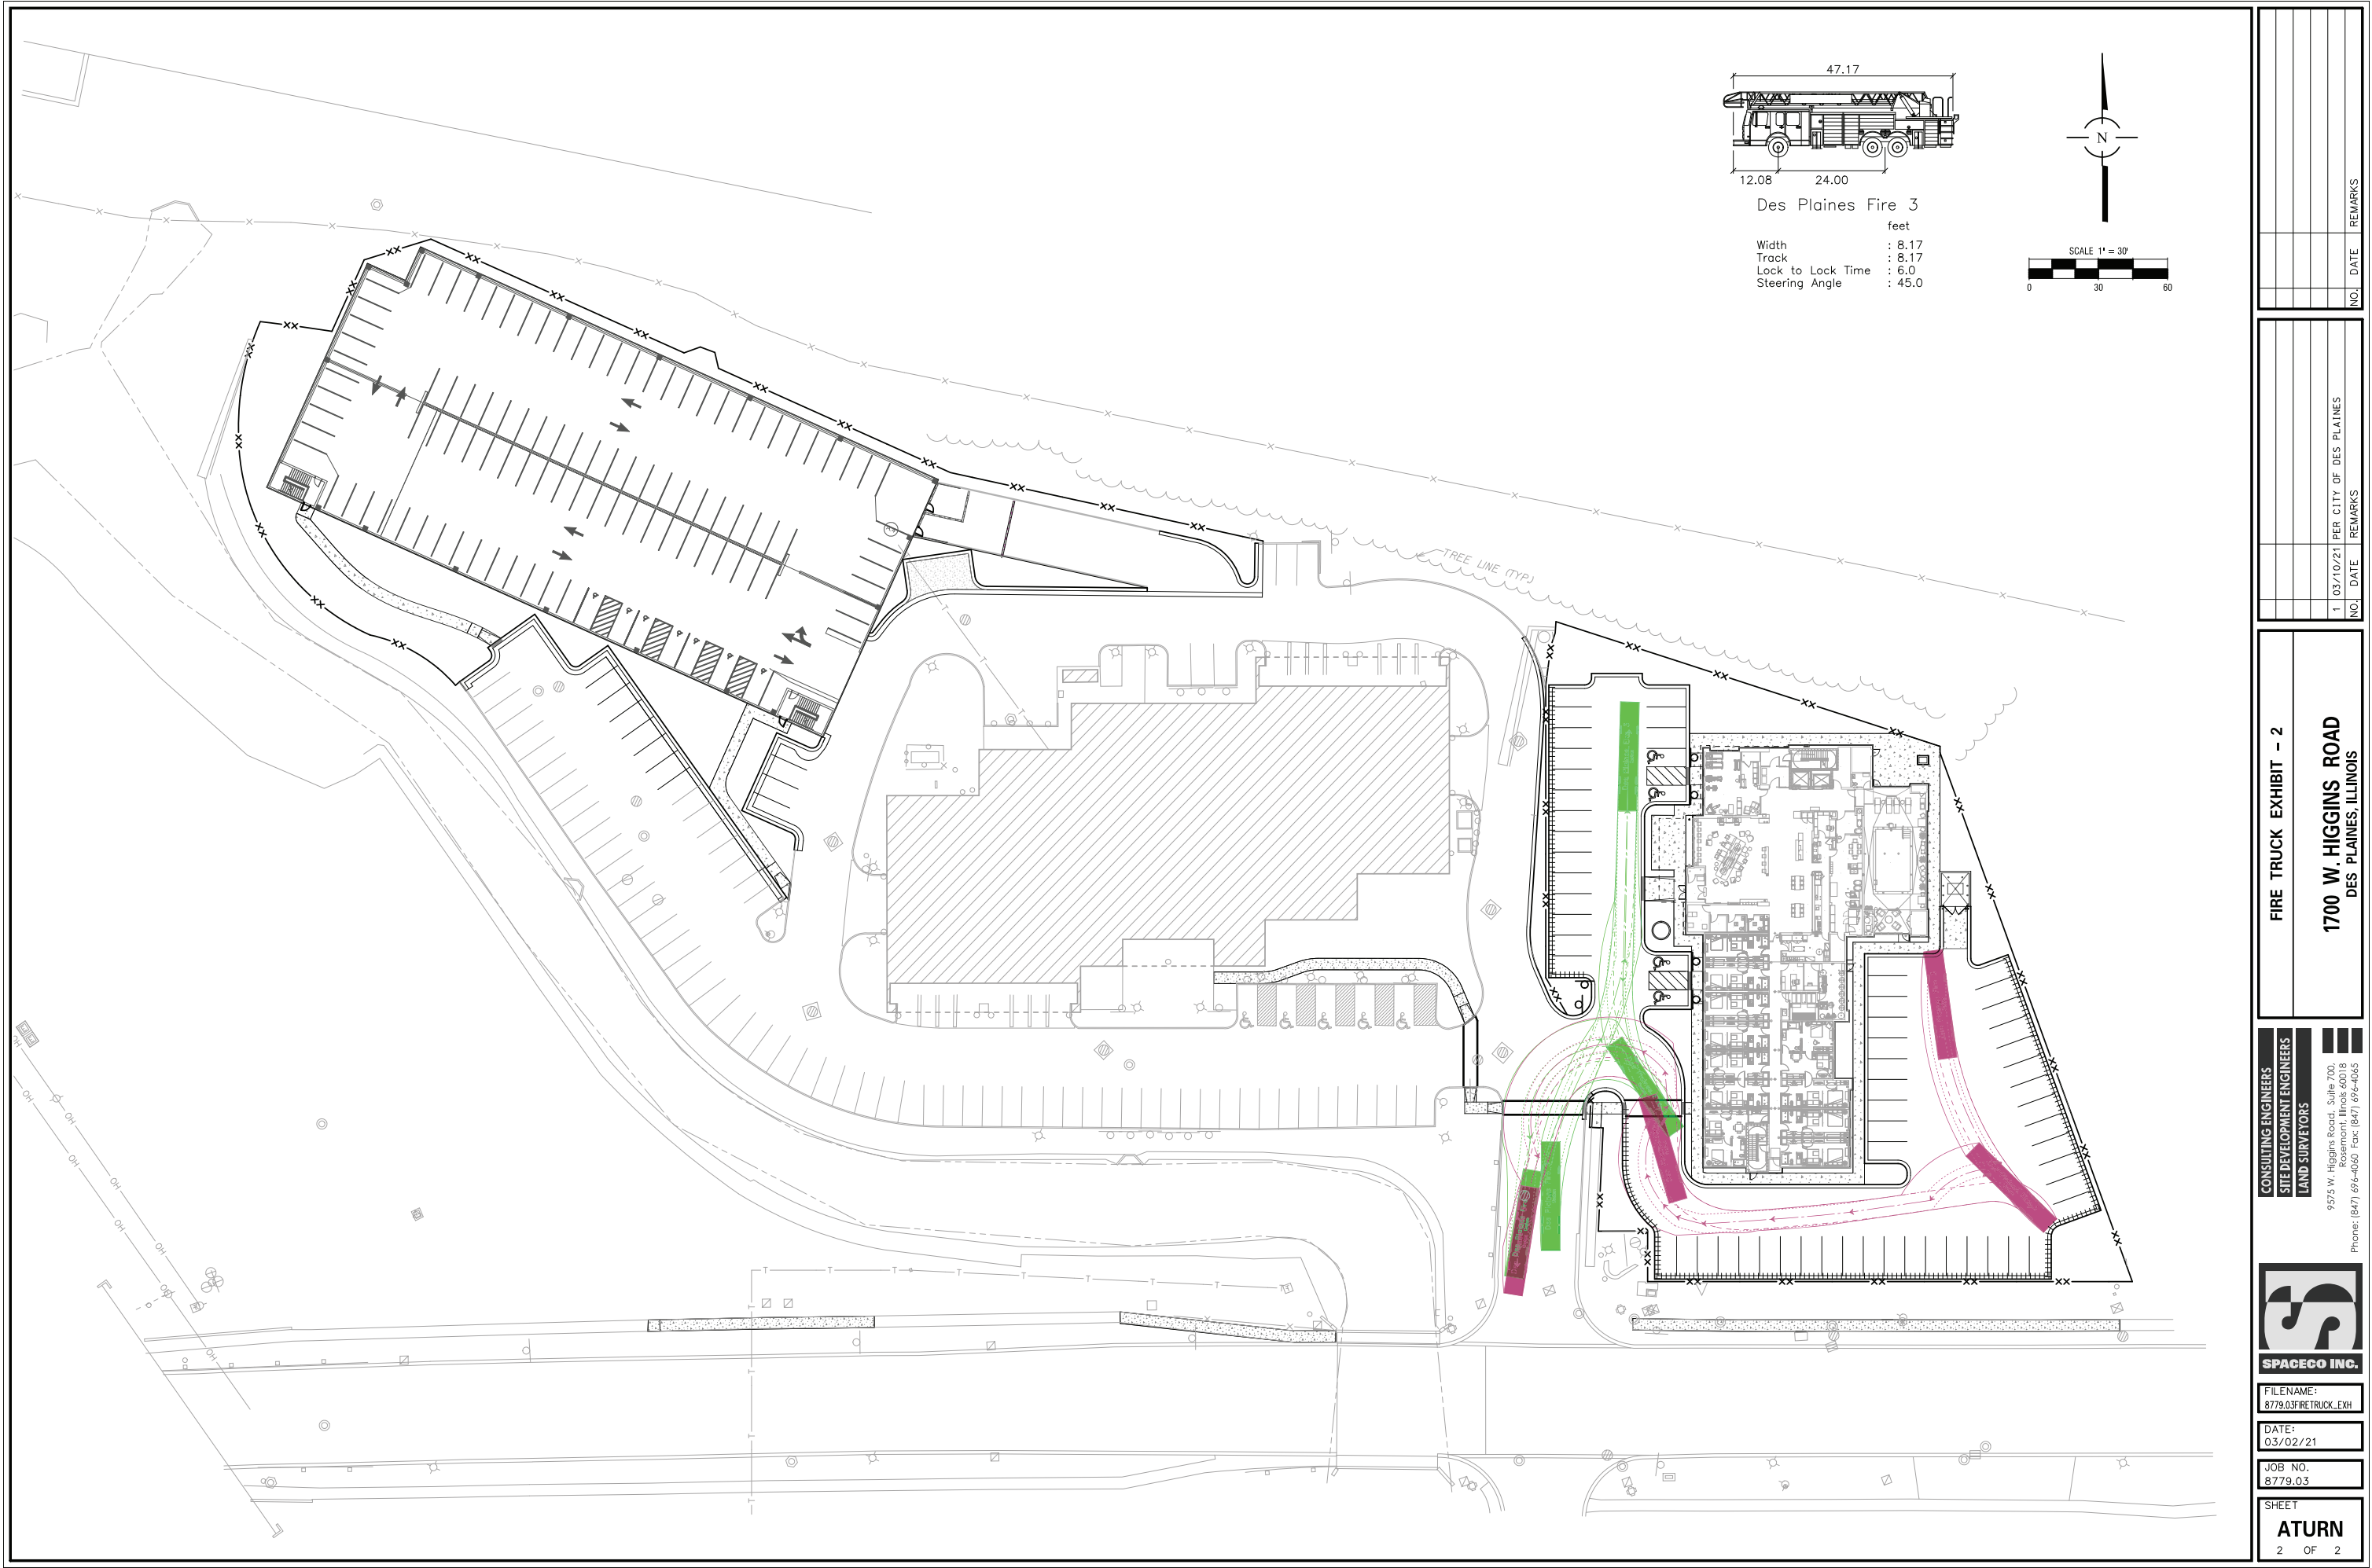 47.17
12.08
24.00
Des Plaines Fire 3
feet
Width : 8.17
Track : 8.17
Lock to Lock Time : 6.0
Steering Angle : 45.0
N
SCALE 1" = 30'
0 30 60
TREE LINE (TYP.)
NO. DATE REMARKS
1 03/10/21 PER CITY OF DES PLAINES
NO. DATE REMARKS
FIRE TRUCK EXHIBIT - 2
1700 W. HIGGINS ROAD
DES PLAINES, ILLINOIS
CONSULTING ENGINEERS
SITE DEVELOPMENT ENGINEERS
LAND SURVEYORS
9575 W. Higgins Road, Suite 700,
Rosemont, Illinois 60018
Phone: (847) 696-4060 Fax: (847) 696-4065
SPACECO INC.
FILENAME:
8779.03FIRETRUCK_EXH
DATE:
03/02/21
JOB NO.
8779.03
SHEET
ATURN
2 OF 2